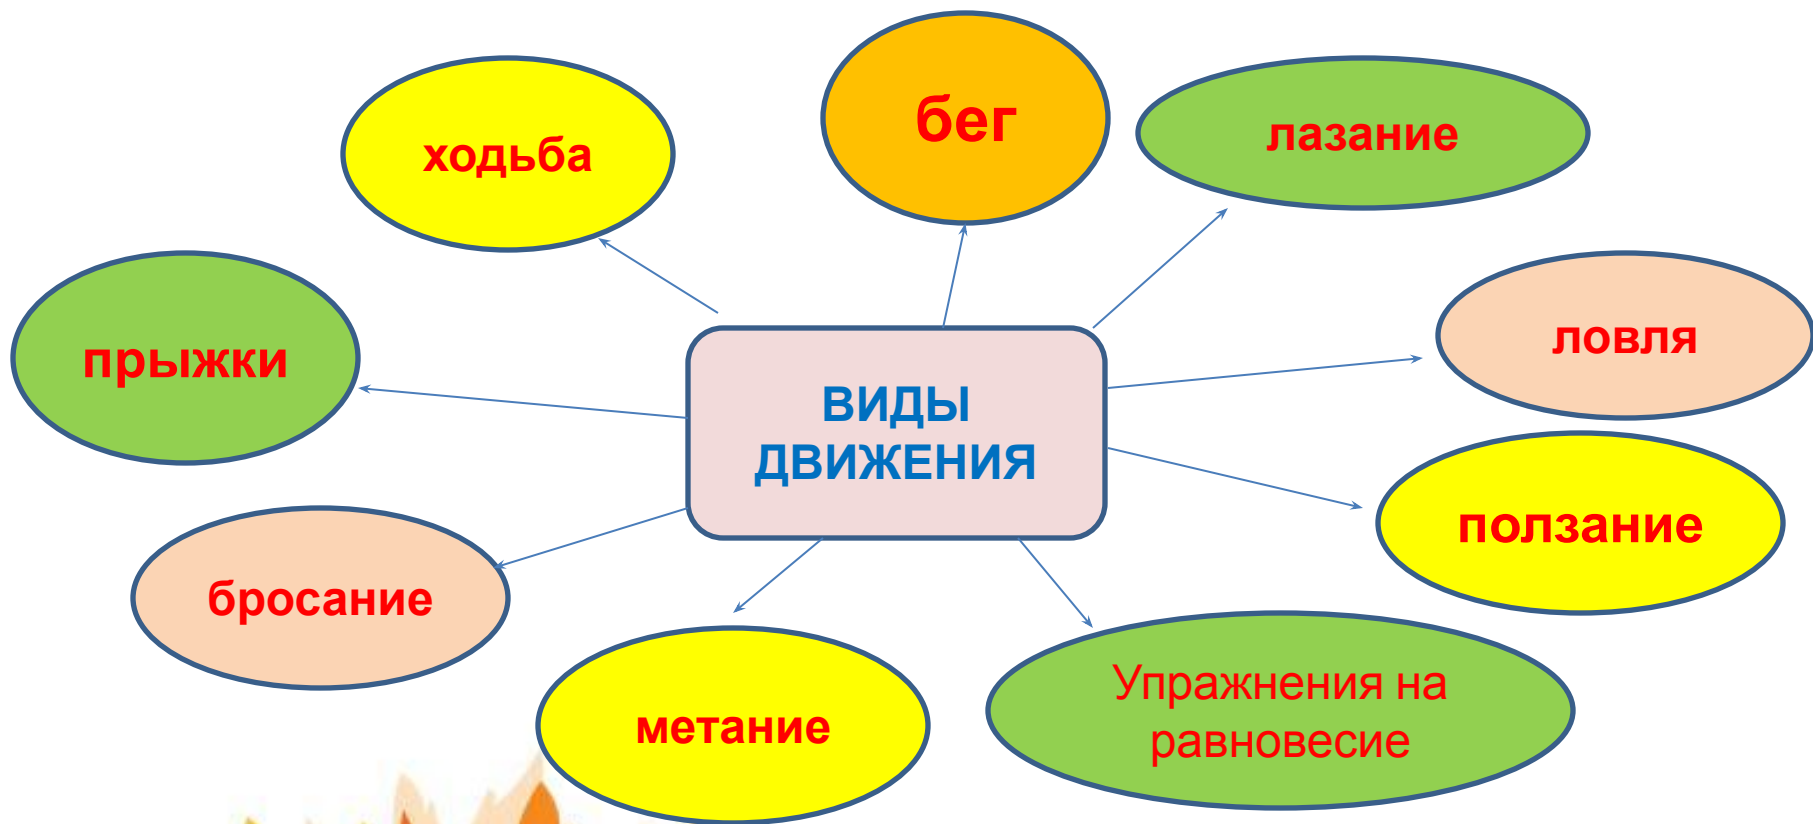 бег
ходьба
лазание
прыжки
ловля
ВИДЫ
ДВИЖЕНИЯ
ползание
бросание
метание
Упражнения на
равновесие